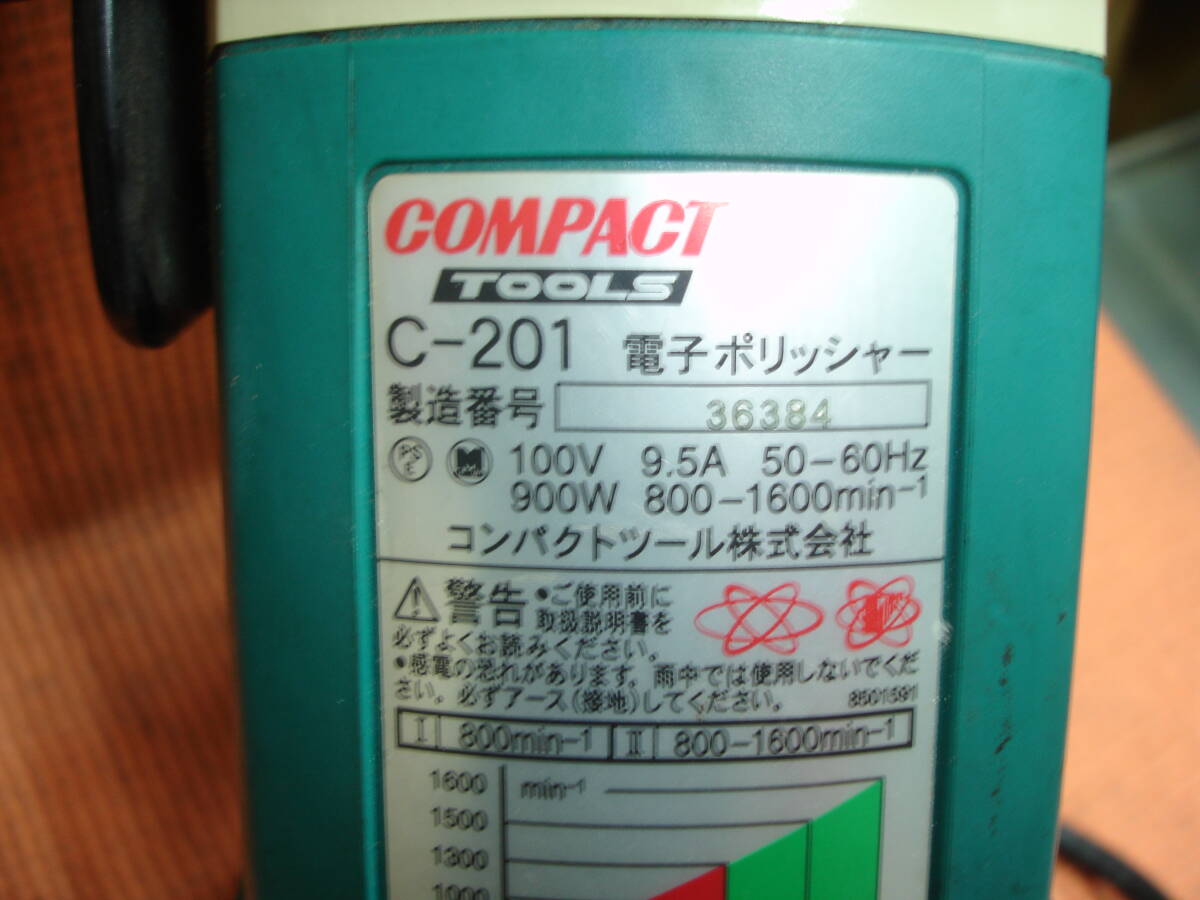 COMPACT
TOOLS
C-201 電子ポリッシャー
製造番号 36384
100V 9.5A 50-60Hz
900W 800-1600min-1
コンパクトツール株式会社
警告 •ご使用前に
取扱説明書を
必ずよくお読みください。
•感電の恐れがあります。雨中では使用しないでくだ
さい。必ずアース(接地)してください。 8501591
I 800min-1 II 800-1600min-1
1600 min-1
1500
1300